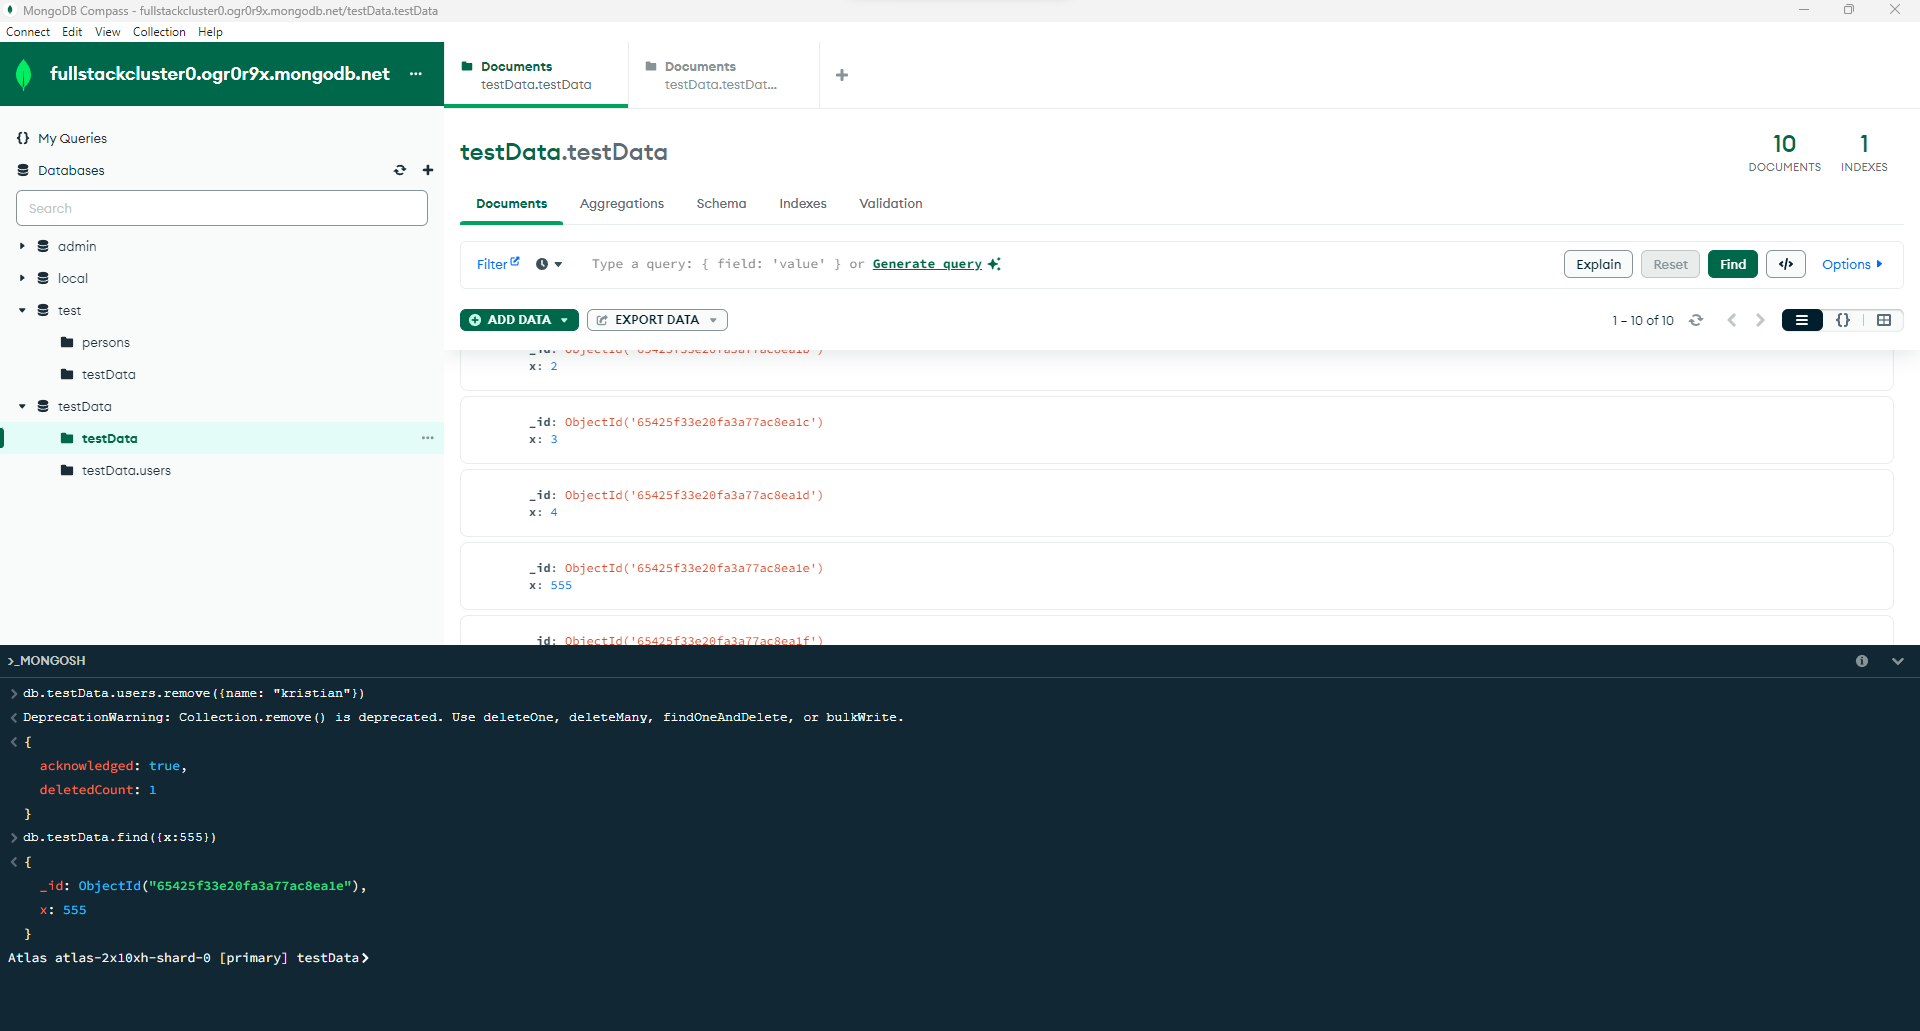 MongoDB Compass - fullstackcluster0.ogr0r9x.mongodb.net/testData.testData
Connect Edit View Collection Help
fullstackcluster0.ogr0r9x.mongodb.net ...
Documents
testData.testData
Documents
testData.testDat...
My Queries
Databases
Search
admin
local
test
persons
testData
testData
testData
testData.users
testData.testData
10
DOCUMENTS
1
INDEXES
Documents Aggregations Schema Indexes Validation
Filter Type a query: { field: 'value' } or Generate query Explain Reset Find </> Options
ADD DATA EXPORT DATA 1 – 10 of 10 {}
_id: ObjectId('65425f33e20fa3a77ac8ea1b')
x: 2
_id: ObjectId('65425f33e20fa3a77ac8ea1c')
x: 3
_id: ObjectId('65425f33e20fa3a77ac8ea1d')
x: 4
_id: ObjectId('65425f33e20fa3a77ac8ea1e')
x: 555
_id: ObjectId('65425f33e20fa3a77ac8ea1f')
>_MONGOSH
> db.testData.users.remove({name: "kristian"})
< DeprecationWarning: Collection.remove() is deprecated. Use deleteOne, deleteMany, findOneAndDelete, or bulkWrite.
< {
acknowledged: true,
deletedCount: 1
}
> db.testData.find({x:555})
< {
_id: ObjectId("65425f33e20fa3a77ac8ea1e"),
x: 555
}
Atlas atlas-2x10xh-shard-0 [primary] testData>